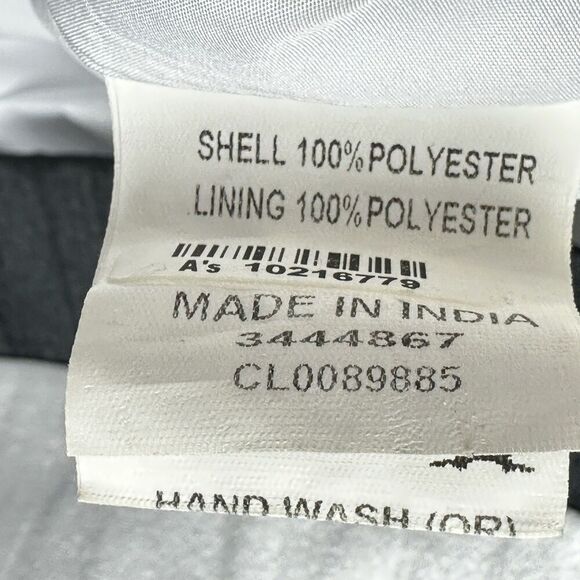 SHELL 100% POLYESTER
LINING 100% POLYESTER
A's 10216779
MADE IN INDIA
3444867
CL0089885
HAND WASH (OR)